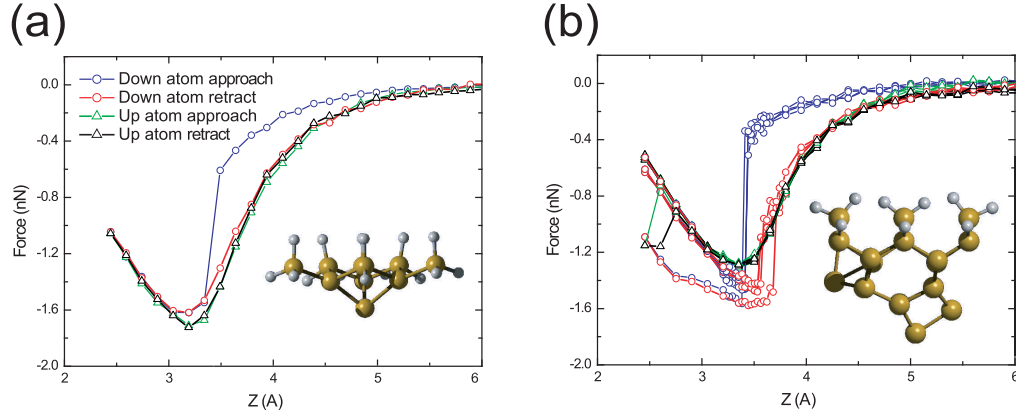 (a)
0.0
-0.4
-0.8
-1.2
-1.6
-2.0
Force (nN)
Down atom approach
Down atom retract
Up atom approach
Up atom retract
2 3 4 5 6
Z (A)
(b)
0.0
-0.4
-0.8
-1.2
-1.6
-2.0
Force (nN)
2 3 4 5 6
Z (A)